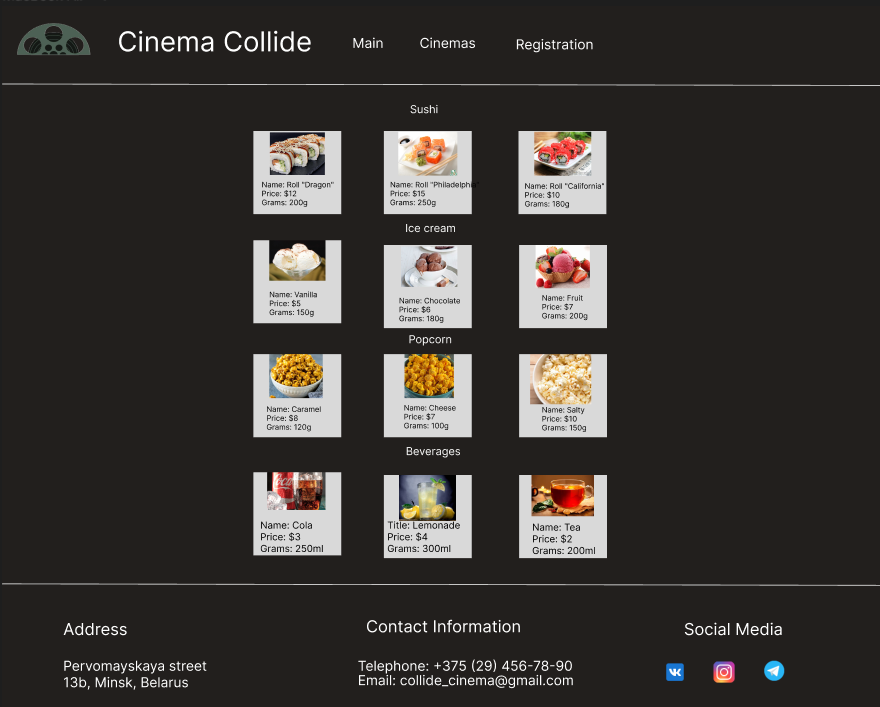 Cinema Collide
Main
Cinemas
Registration
Sushi
Name: Roll "Dragon"
Price: $12
Grams: 200g
Name: Roll "Philadelphia"
Price: $15
Grams: 250g
Name: Roll "California"
Price: $10
Grams: 180g
Ice cream
Name: Vanilla
Price: $5
Grams: 150g
Name: Chocolate
Price: $6
Grams: 180g
Name: Fruit
Price: $7
Grams: 200g
Popcorn
Name: Caramel
Price: $8
Grams: 120g
Name: Cheese
Price: $7
Grams: 100g
Name: Salty
Price: $10
Grams: 150g
Beverages
Name: Cola
Price: $3
Grams: 250ml
Title: Lemonade
Price: $4
Grams: 300ml
Name: Tea
Price: $2
Grams: 200ml
Address
Pervomayskaya street
13b, Minsk, Belarus
Contact Information
Telephone: +375 (29) 456-78-90
Email: collide_cinema@gmail.com
Social Media